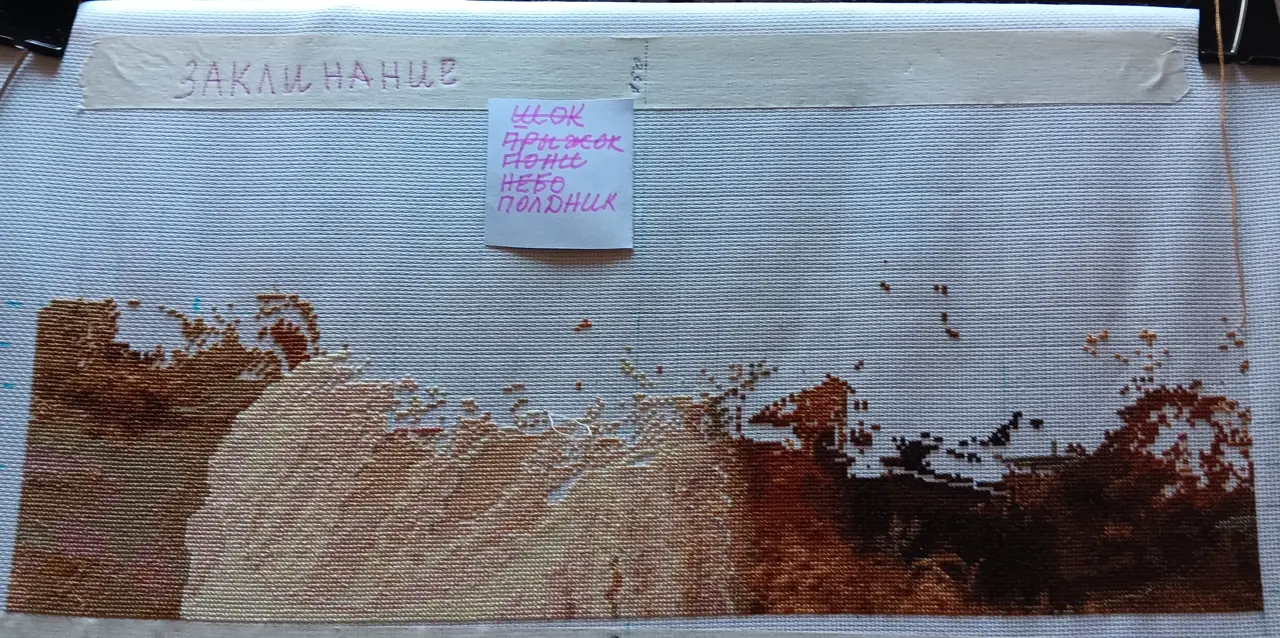 ЗАКЛИНАНИЕ
ШОК
ПРЫЖОК
ПОНИ
НЕБО
ПОЛДНИК